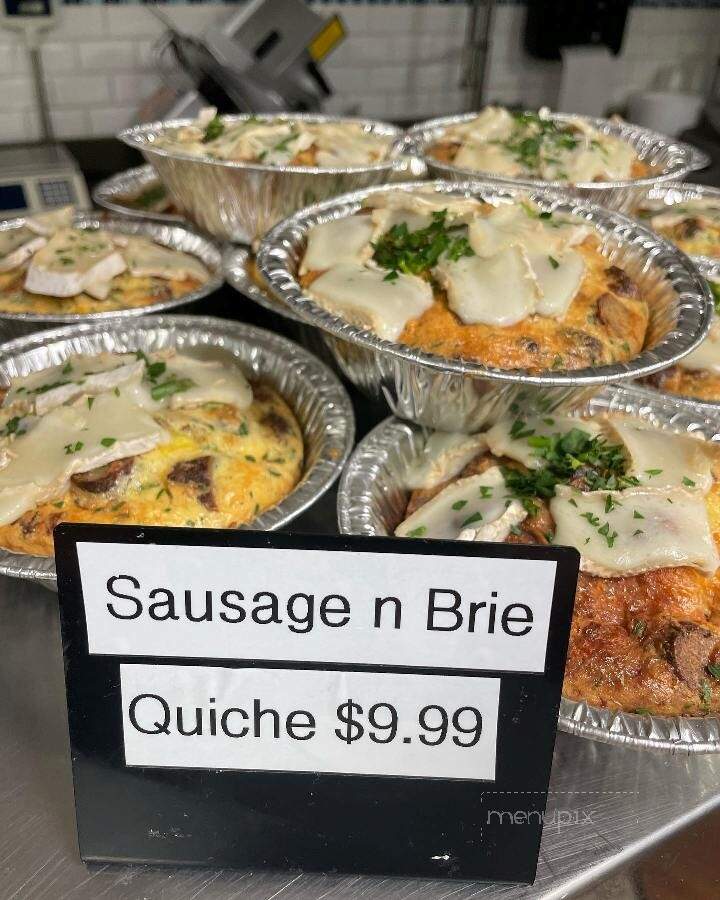 Sausage n Brie
Quiche $9.99
menupix